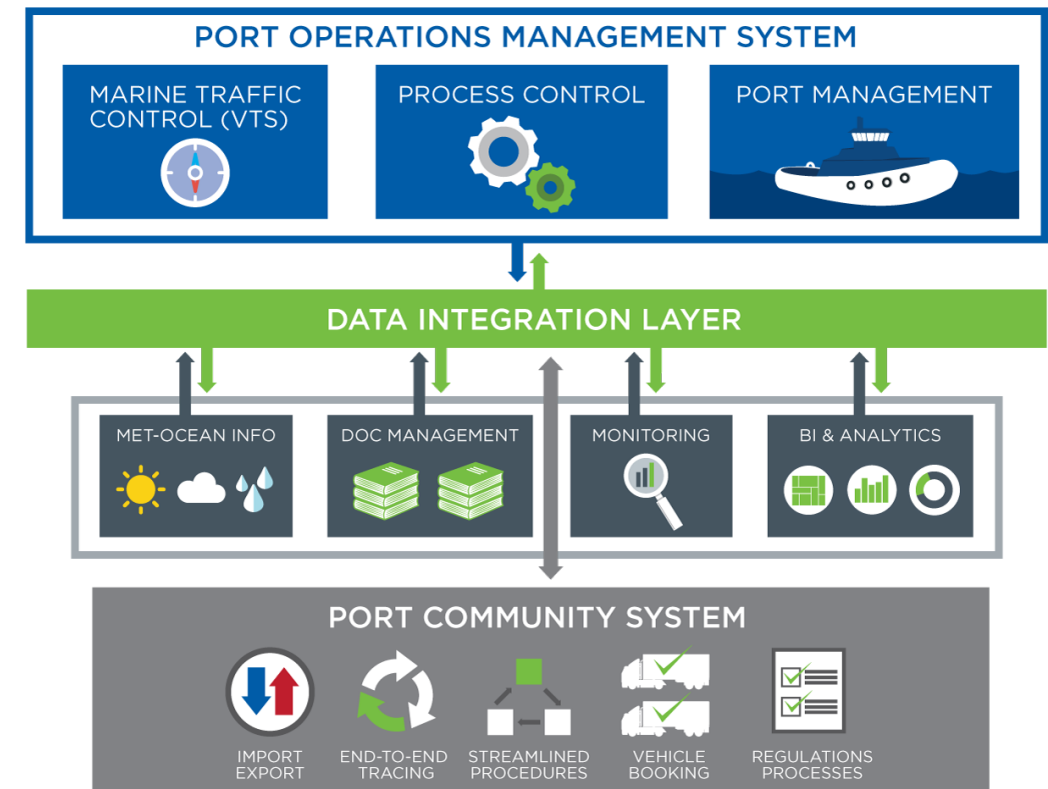 PORT OPERATIONS MANAGEMENT SYSTEM
MARINE TRAFFIC
CONTROL (VTS)
PROCESS CONTROL
PORT MANAGEMENT
DATA INTEGRATION LAYER
MET-OCEAN INFO
DOC MANAGEMENT
MONITORING
BI & ANALYTICS
PORT COMMUNITY SYSTEM
IMPORT
EXPORT
END-TO-END
TRACING
STREAMLINED
PROCEDURES
VEHICLE
BOOKING
REGULATIONS
PROCESSES